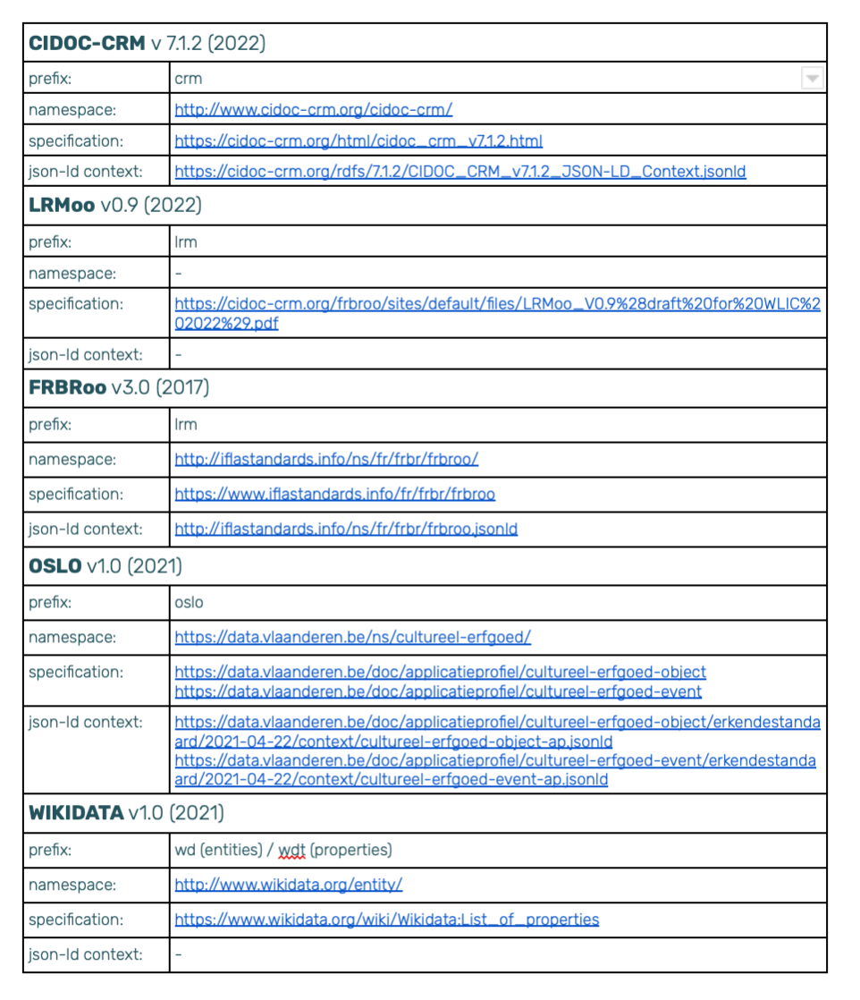 CIDOC-CRM v 7.1.2 (2022)
prefix: crm
namespace: http://www.cidoc-crm.org/cidoc-crm/
specification: https://cidoc-crm.org/html/cidoc_crm_v7.1.2.html
json-ld context: https://cidoc-crm.org/rdfs/7.1.2/CIDOC_CRM_v7.1.2_JSON-LD_Context.jsonld
LRMoo v0.9 (2022)
prefix: lrm
namespace: -
specification: https://cidoc-crm.org/frbroo/sites/default/files/LRMoo_V0.9%28draft%20for%20WLIC%2
02022%29.pdf
json-ld context: -
FRBRoo v3.0 (2017)
prefix: lrm
namespace: http://iflastandards.info/ns/fr/frbr/frbroo/
specification: https://www.iflastandards.info/fr/frbr/frbroo
json-ld context: http://iflastandards.info/ns/fr/frbr/frbroo.jsonld
OSLO v1.0 (2021)
prefix: oslo
namespace: https://data.vlaanderen.be/ns/cultureel-erfgoed/
specification: https://data.vlaanderen.be/doc/applicatieprofiel/cultureel-erfgoed-object
https://data.vlaanderen.be/doc/applicatieprofiel/cultureel-erfgoed-event
json-ld context: https://data.vlaanderen.be/doc/applicatieprofiel/cultureel-erfgoed-object/erkendestanda
ard/2021-04-22/context/cultureel-erfgoed-object-ap.jsonld
https://data.vlaanderen.be/doc/applicatieprofiel/cultureel-erfgoed-event/erkendestanda
ard/2021-04-22/context/cultureel-erfgoed-event-ap.jsonld
WIKIDATA v1.0 (2021)
prefix: wd (entities) / wdt (properties)
namespace: http://www.wikidata.org/entity/
specification: https://www.wikidata.org/wiki/Wikidata:List_of_properties
json-ld context: -